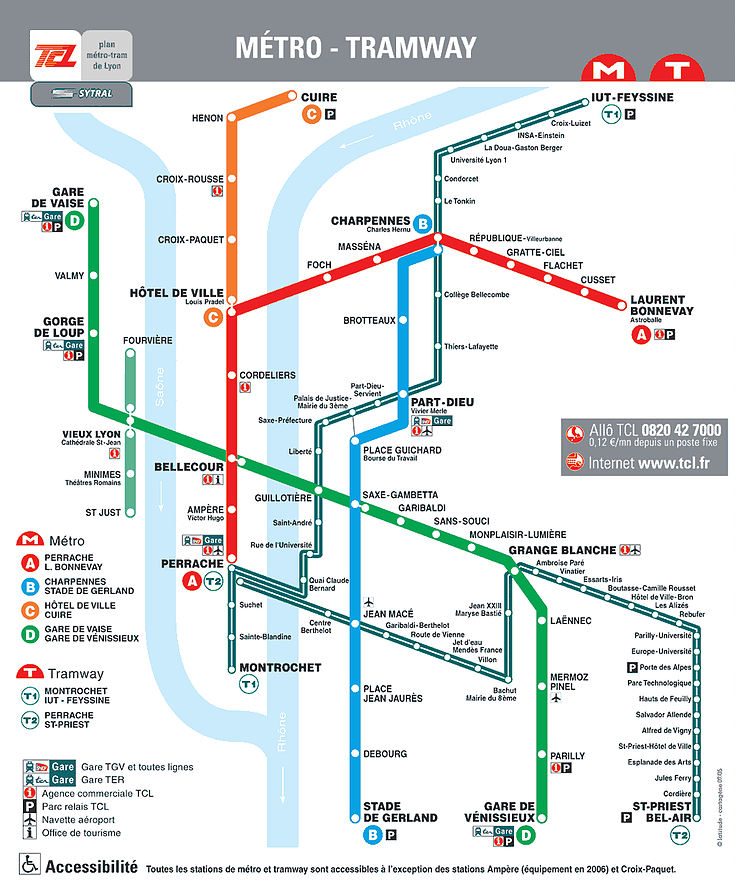 TCL
plan
métro-tram
de Lyon
SYTRAL
MÉTRO - TRAMWAY
M
T
CUIRE
C P
HENON
Rhône
IUT-FEYSSINE
T1 P
Croix-Luizet
INSA-Einstein
La Doua-Gaston Berger
Université Lyon 1
CROIX-ROUSSE
Condorcet
Le Tonkin
GARE
DE VAISE
ter Gare
P
D
CHARPENNES
Charles Hernu
B
CROIX-PAQUET
MASSÉNA
FOCH
RÉPUBLIQUE-Villeurbanne
GRATTE-CIEL
FLACHET
CUSSET
VALMY
HÔTEL DE VILLE
Louis Pradel
C
Collège Bellecombe
LAURENT
BONNEVAY
Astroballe
A P
GORGE
DE LOUP
ter Gare
P
BROTTEAUX
FOURVIÈRE
Thiers-Lafayette
Saône
CORDELIERS
Part-Dieu-
Servient
Palais de Justice-
Mairie du 3ème
PART-DIEU
Vivier Merle
ter Gare
Saxe-Préfecture
VIEUX LYON
Cathédrale St-Jean
Allô TCL 0820 42 7000
0,12 €/mn depuis un poste fixe
Internet www.tcl.fr
Liberté
PLACE GUICHARD
Bourse du Travail
BELLECOUR
MINIMES
Théâtres Romains
GUILLOTIÈRE
SAXE-GAMBETTA
GARIBALDI
SANS-SOUCI
MONPLAISIR-LUMIÈRE
ST JUST
AMPÈRE
Victor Hugo
Saint-André
Rue de l'Université
Gare
PERRACHE
A T2
GRANGE BLANCHE
Ambroise Paré
Vinatier
Essarts-Iris
Boutasse-Camille Rousset
Hôtel de Ville-Bron
Les Alizés
Rebufer
Quai Claude
Bernard
Suchet
Sainte-Blandine
MONTROCHET
T1
Centre
Berthelot
JEAN MACÉ
Garibaldi-Berthelot
Route de Vienne
Jet d'eau
Mendès France
Villon
Jean XXIII
Maryse Bastié
Bachut
Mairie du 8ème
LAËNNEC
MERMOZ
PINEL
Parilly-Université
Europe-Université
P Porte des Alpes
Parc Technologique
Hauts de Feuilly
Salvador Allende
Alfred de Vigny
St-Priest-Hôtel de Ville
Esplanade des Arts
Jules Ferry
Cordière
ST-PRIEST
BEL-AIR
P
T2
PLACE
JEAN JAURÈS
DEBOURG
STADE
DE GERLAND
B P
PARILLY
P
GARE DE
VÉNISSIEUX
ter Gare
P
D
Rhône
M Métro
A PERRACHE
L. BONNEVAY
B CHARPENNES
STADE DE GERLAND
C HÔTEL DE VILLE
CUIRE
D GARE DE VAISE
GARE DE VÉNISSIEUX
T Tramway
T1 MONTROCHET
IUT - FEYSSINE
T2 PERRACHE
ST-PRIEST
Gare Gare TGV et toutes lignes
ter Gare Gare TER
Agence commerciale TCL
P Parc relais TCL
Navette aéroport
i Office de tourisme
© latitude - cartagène 07/05
Accessibilité Toutes les stations de métro et tramway sont accessibles à l'exception des stations Ampère (équipement en 2006) et Croix-Paquet.